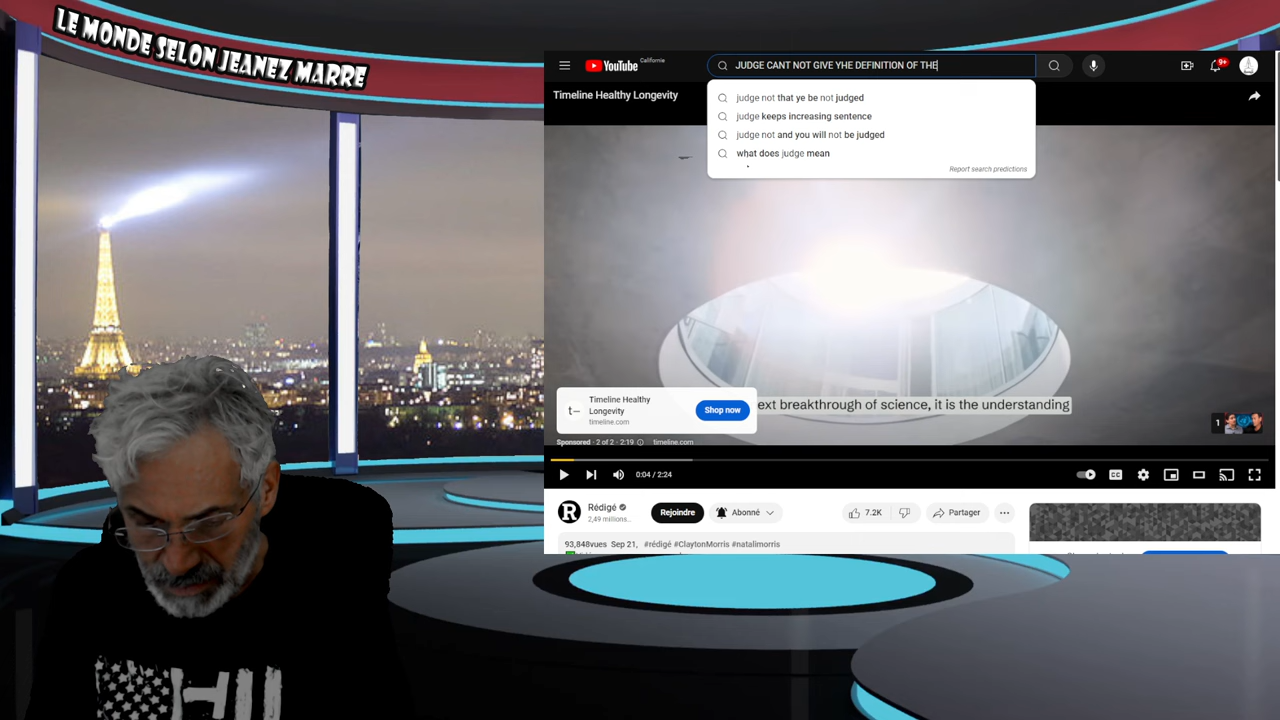 LE MONDE SELON JEANEZ MARRE
YouTube
Californie
JUDGE CANT NOT GIVE YHE DEFINITION OF THE
9+
Timeline Healthy Longevity
judge not that ye be not judged
judge keeps increasing sentence
judge not and you will not be judged
what does judge mean
Report search predictions
Timeline Healthy
Longevity
timeline.com
t–
Shop now
ext breakthrough of science, it is the understanding
1
Sponsored · 2 of 2 · 2:19
timeline.com
0:04 / 2:24
CC
R
Rédigé
2,49 millions...
Rejoindre
Abonné
7.2K
Partager
93,848vues Sep 21, #rédigé #ClaytonMorris #natalimorris